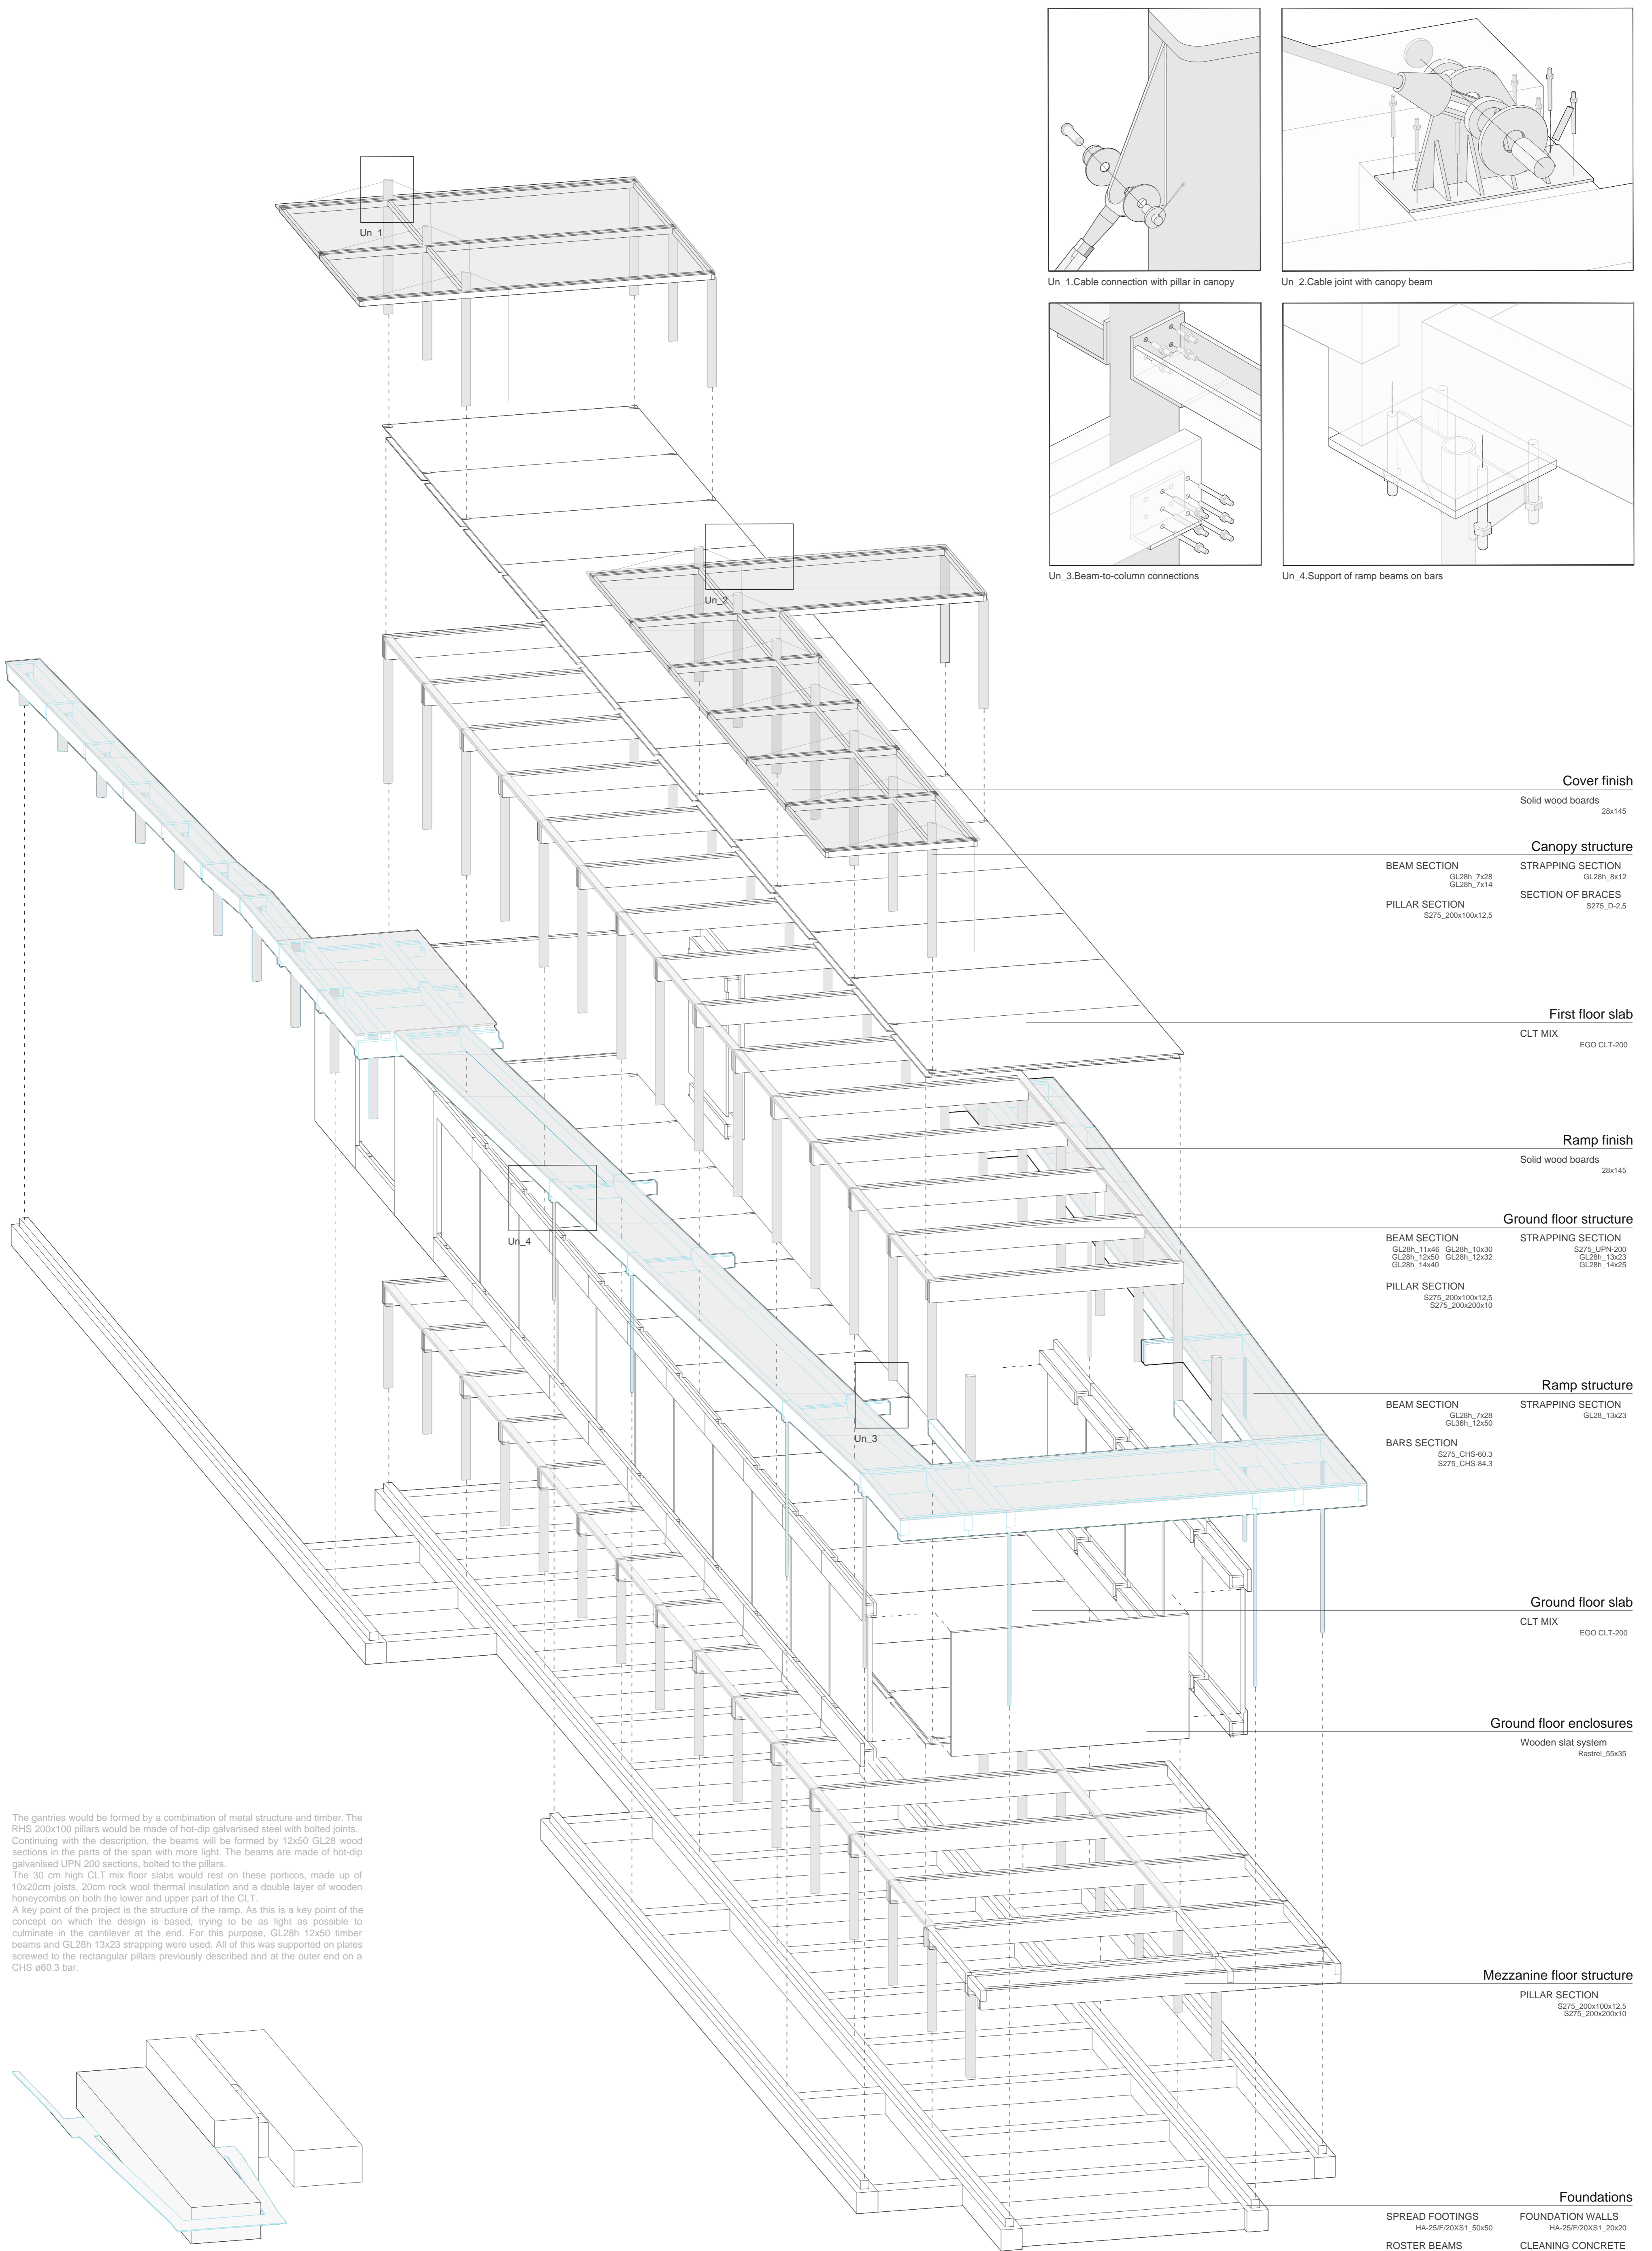 Un_1
Un_1.Cable connection with pillar in canopy
Un_2.Cable joint with canopy beam
Un_3.Beam-to-column connections
Un_4.Support of ramp beams on bars
Un_2
Un_4
Un_3
Cover finish
Solid wood boards
28x145
Canopy structure
BEAM SECTION
GL28h_7x28
GL28h_7x14
PILLAR SECTION
S275_200x100x12,5
STRAPPING SECTION
GL28h_8x12
SECTION OF BRACES
S275_D-2,5
First floor slab
CLT MIX
EGO CLT-200
Ramp finish
Solid wood boards
28x145
Ground floor structure
BEAM SECTION
GL28h_11x46 GL28h_10x30
GL28h_12x50 GL28h_12x32
GL28h_14x40
PILLAR SECTION
S275_200x100x12,5
S275_200x200x10
STRAPPING SECTION
S275_UPN-200
GL28h_13x23
GL28h_14x25
Ramp structure
BEAM SECTION
GL28h_7x28
GL36h_12x50
BARS SECTION
S275_CHS-60.3
S275_CHS-84.3
STRAPPING SECTION
GL28_13x23
Ground floor slab
CLT MIX
EGO CLT-200
Ground floor enclosures
Wooden slat system
Rastrel_55x35
The gantries would be formed by a combination of metal structure and timber. The
RHS 200x100 pillars would be made of hot-dip galvanised steel with bolted joints.
Continuing with the description, the beams will be formed by 12x50 GL28 wood
sections in the parts of the span with more light. The beams are made of hot-dip
galvanised UPN 200 sections, bolted to the pillars.
The 30 cm high CLT mix floor slabs would rest on these porticos, made up of
10x20cm joists, 20cm rock wool thermal insulation and a double layer of wooden
honeycombs on both the lower and upper part of the CLT.
A key point of the project is the structure of the ramp. As this is a key point of the
concept on which the design is based, trying to be as light as possible to
culminate in the cantilever at the end. For this purpose, GL28h 12x50 timber
beams and GL28h 13x23 strapping were used. All of this was supported on plates
screwed to the rectangular pillars previously described and at the outer end on a
CHS ø60.3 bar.
Mezzanine floor structure
PILLAR SECTION
S275_200x100x12,5
S275_200x200x10
Foundations
SPREAD FOOTINGS
HA-25/F/20XS1_50x50
ROSTER BEAMS
FOUNDATION WALLS
HA-25/F/20XS1_20x20
CLEANING CONCRETE